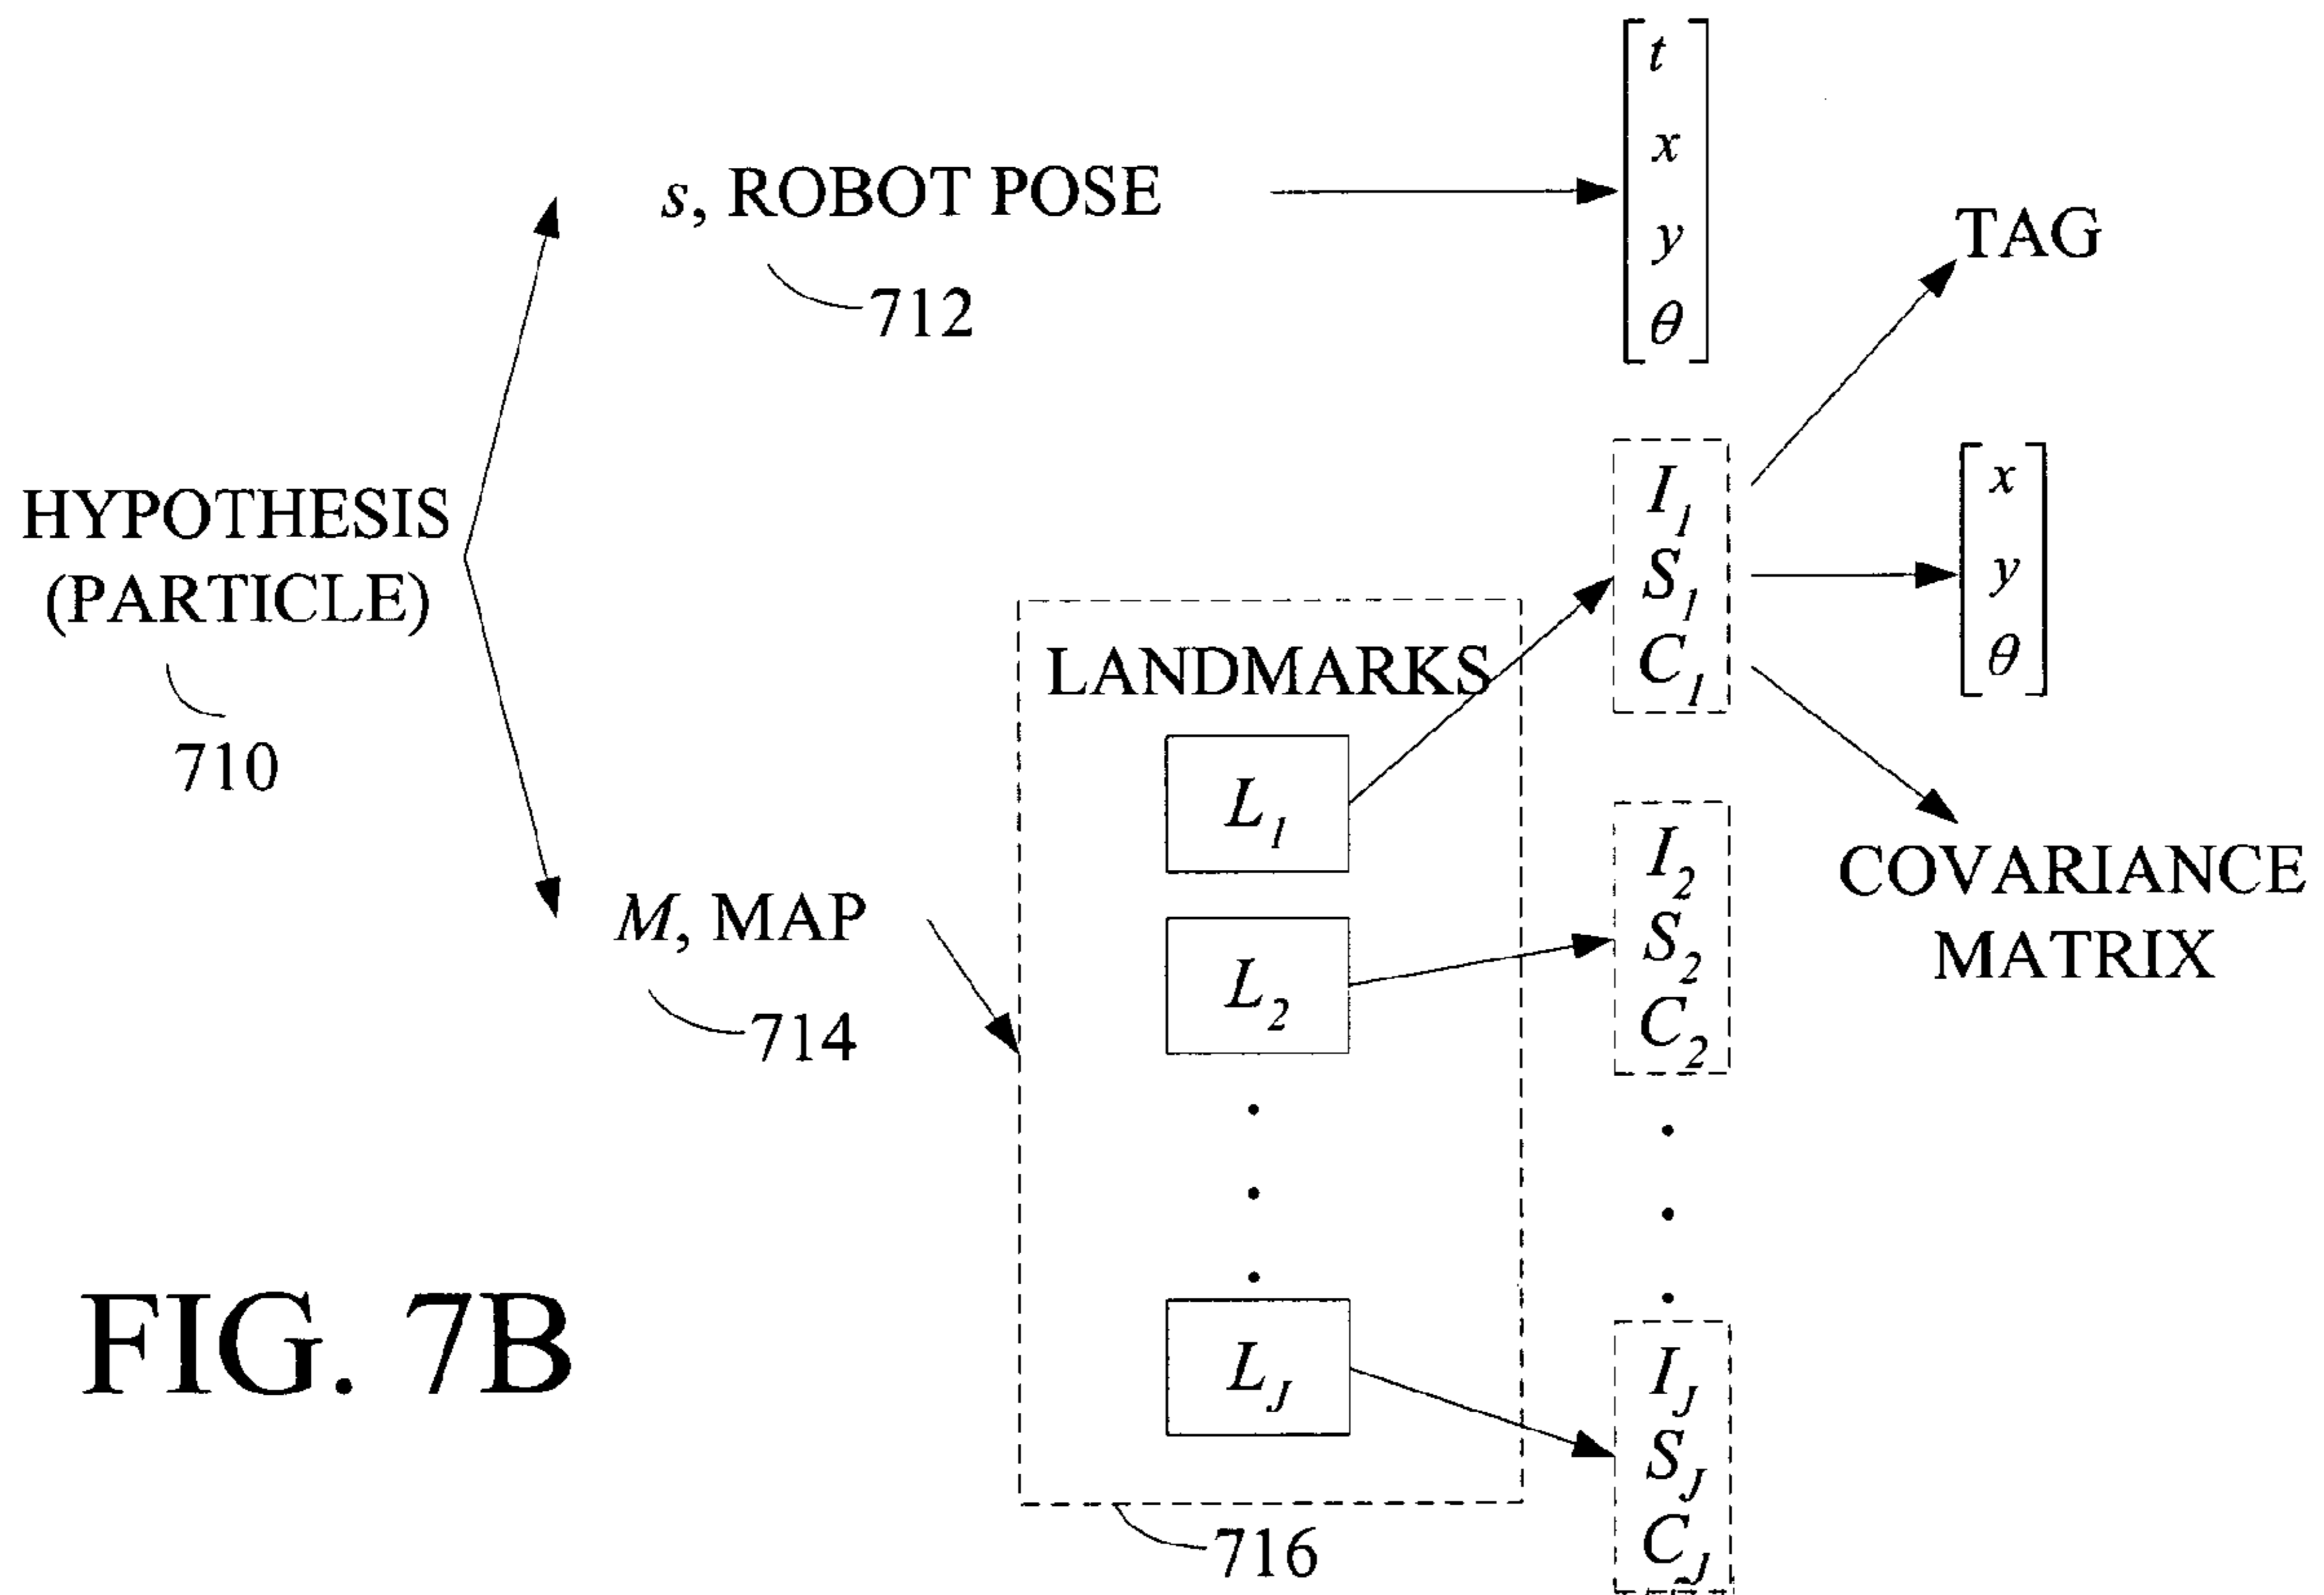 s, ROBOT POSE
712
t
x
y
θ
TAG
HYPOTHESIS
(PARTICLE)
710
M, MAP
714
LANDMARKS
L1
L2
.
.
.
LJ
716
I1
S1
C1
x
y
θ
COVARIANCE
MATRIX
I2
S2
C2
.
.
.
IJ
SJ
CJ
FIG. 7B